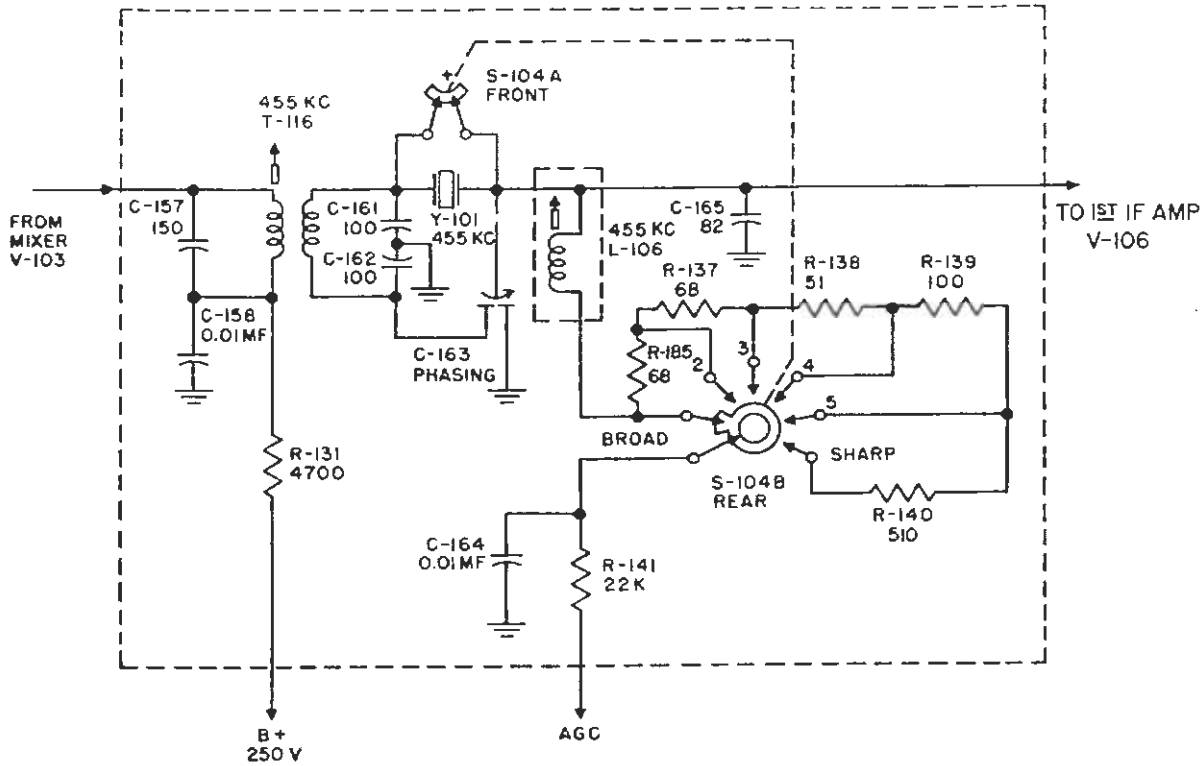 +
S-104A
FRONT
455 KC
T-116
C-157
150
C-161
100
Y-101
455 KC
C-165
82
FROM
MIXER
V-103
TO 1ST IF AMP
V-106
455 KC
L-106
C-162
100
R-137
68
R-138
51
R-139
100
C-158
0.01MF
C-163
PHASING
R-185
68
2
3
4
5
BROAD
SHARP
R-131
4700
S-104B
REAR
R-140
510
C-164
0.01MF
R-141
22K
B+
250 V
AGC